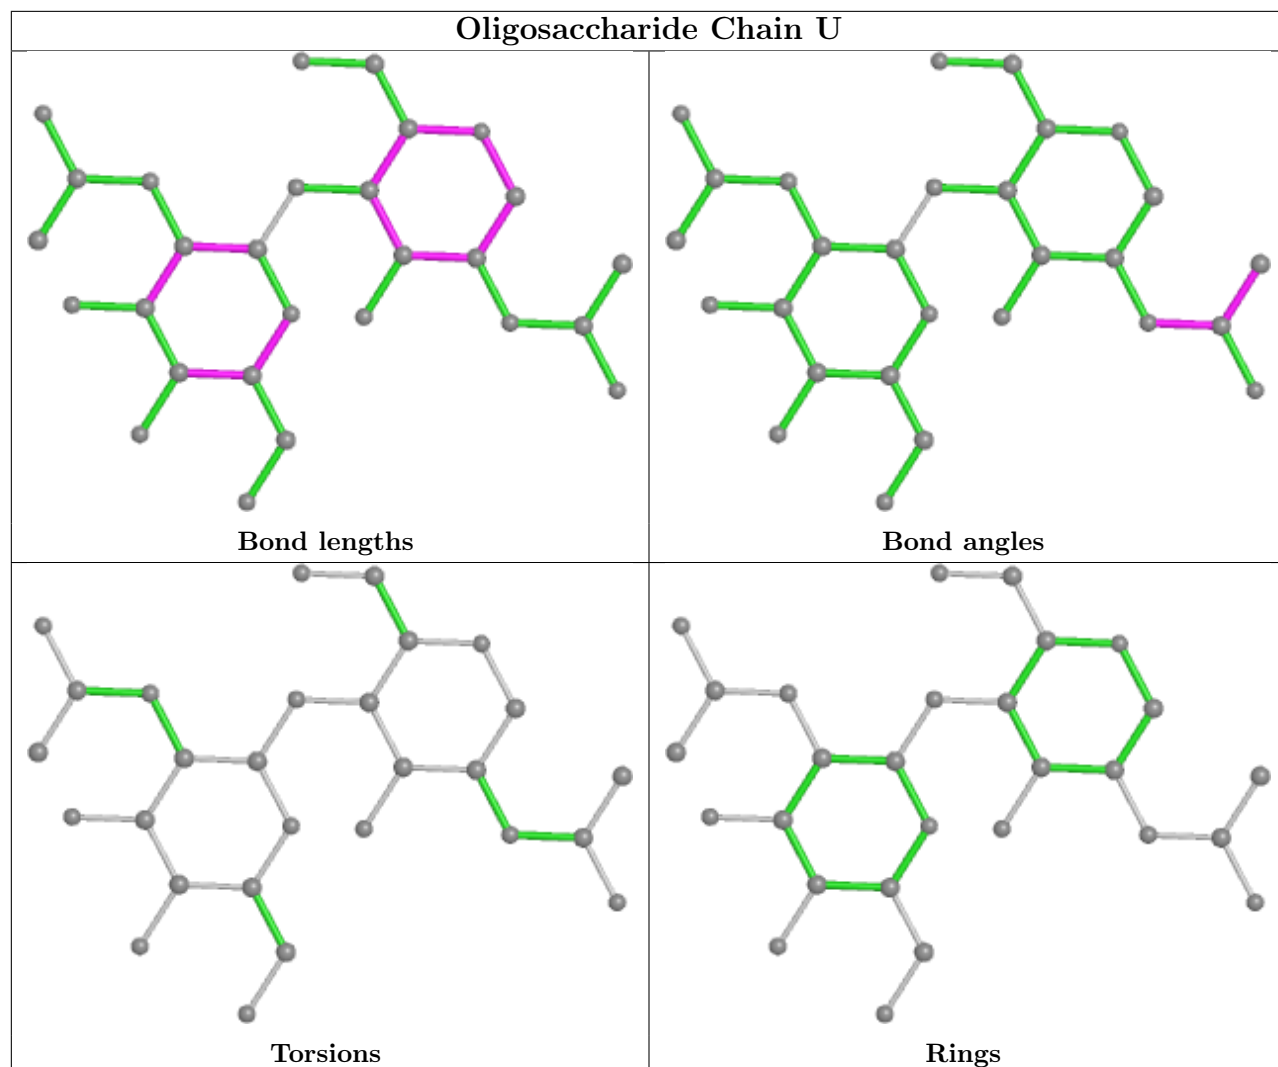 Oligosaccharide Chain U
Bond lengths
Bond angles
Torsions
Rings